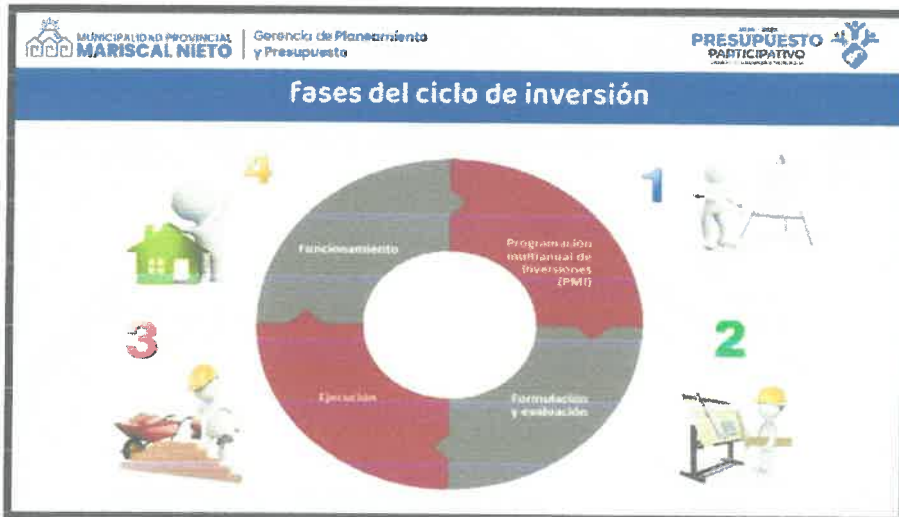 MUNICIPALIDAD PROVINCIAL
MARISCAL NIETO
Gerencia de Planeamiento
y Presupuesto
PRESUPUESTO
PARTICIPATIVO
Fases del ciclo de inversión
4
Funcionamiento
1
Programación
multianual de
Inversiones
(PMI)
3
Ejecución
2
Formulación
y evaluación